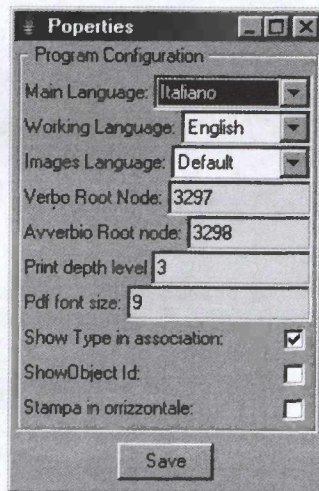 Poperties
Program Configuration
Main Language: Italiano
Working Language: English
Images Language: Default
Verbo Root Node: 3297
Avverbio Root node: 3298
Print depth level 3
Pdf font size: 9
Show Type in association:
ShowObject Id:
Stampa in orrizzontale:
Save